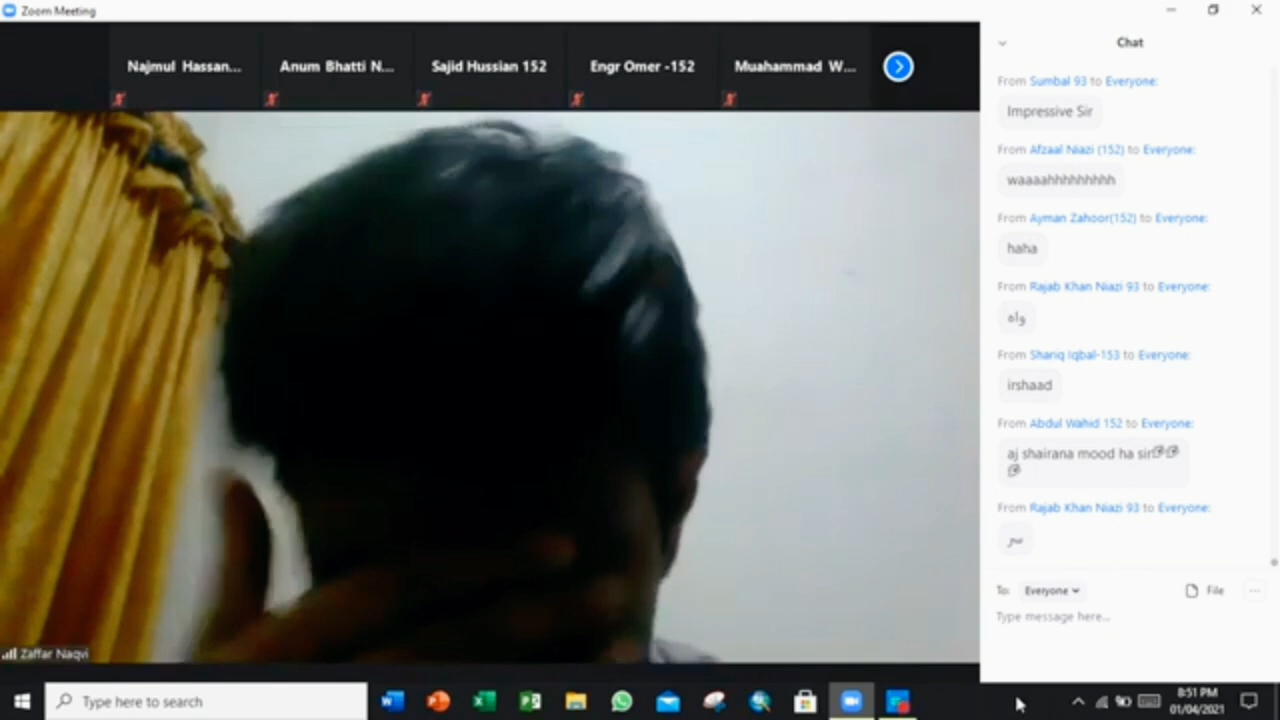 Zoom Meeting
Najmul Hassan...
Anum Bhatti N...
Sajid Hussian 152
Engr Omer -152
Muahammad W...
Zaffar Naqvi
Chat
From Sumbal 93 to Everyone:
Impressive Sir
From Afzaal Niazi (152) to Everyone:
waaaahhhhhhhhh
From Ayman Zahoor(152) to Everyone:
haha
From Rajab Khan Niazi 93 to Everyone:
واہ
From Shariq Iqbal-153 to Everyone:
irshaad
From Abdul Wahid 152 to Everyone:
aj shairana mood ha sir
From Rajab Khan Niazi 93 to Everyone:
سر
To: Everyone
File
Type message here...
Type here to search
8:51 PM
01/04/2021